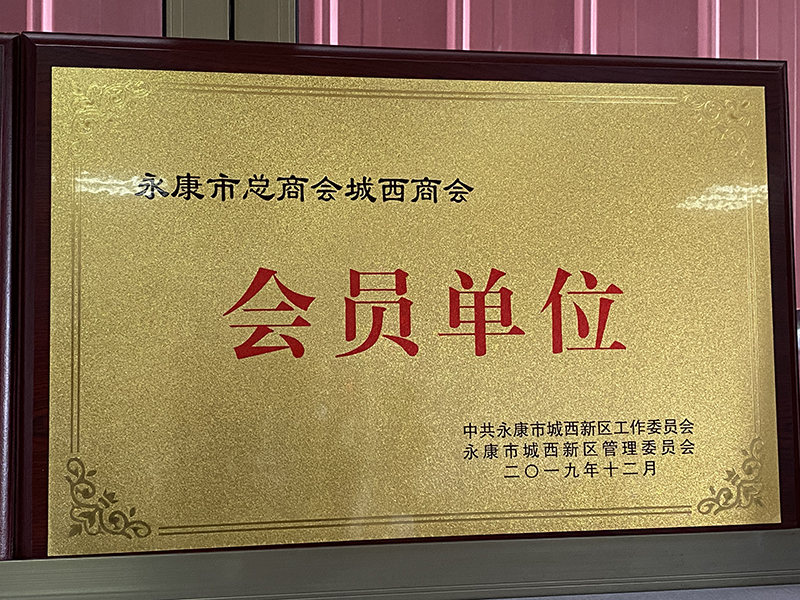 永康市总商会城西商会
会员单位
中共永康市城西新区工作委员会
永康市城西新区管理委员会
二〇一九年十二月